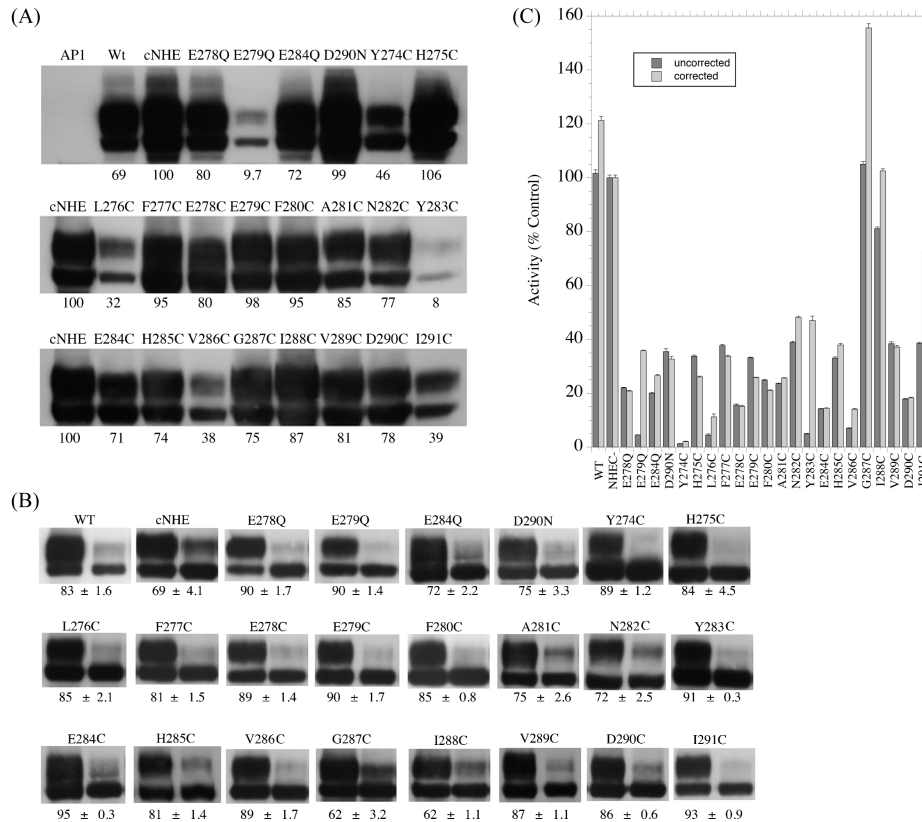 (A)
AP1 Wt cNHE E278Q E279Q E284Q D290N Y274C H275C
69 100 80 9.7 72 99 46 106
cNHE L276C F277C E278C E279C F280C A281C N282C Y283C
100 32 95 80 98 95 85 77 8
cNHE E284C H285C V286C G287C I288C V289C D290C I291C
100 71 74 38 75 87 81 78 39
(C)
160
140
120
100
80
60
40
20
0
Activity (% Control)
uncorrected
corrected
WT
NHEC-
E278Q
E279Q
E284Q
D290N
Y274C
H275C
L276C
F277C
E278C
E279C
F280C
A281C
N282C
Y283C
E284C
H285C
V286C
G287C
I288C
V289C
D290C
I291C
(B)
WT cNHE E278Q E279Q E284Q D290N Y274C H275C
83 ± 1.6 69 ± 4.1 90 ± 1.7 90 ± 1.4 72 ± 2.2 75 ± 3.3 89 ± 1.2 84 ± 4.5
L276C F277C E278C E279C F280C A281C N282C Y283C
85 ± 2.1 81 ± 1.5 89 ± 1.4 90 ± 1.7 85 ± 0.8 75 ± 2.6 72 ± 2.5 91 ± 0.3
E284C H285C V286C G287C I288C V289C D290C I291C
95 ± 0.3 81 ± 1.4 89 ± 1.7 62 ± 3.2 62 ± 1.1 87 ± 1.1 86 ± 0.6 93 ± 0.9